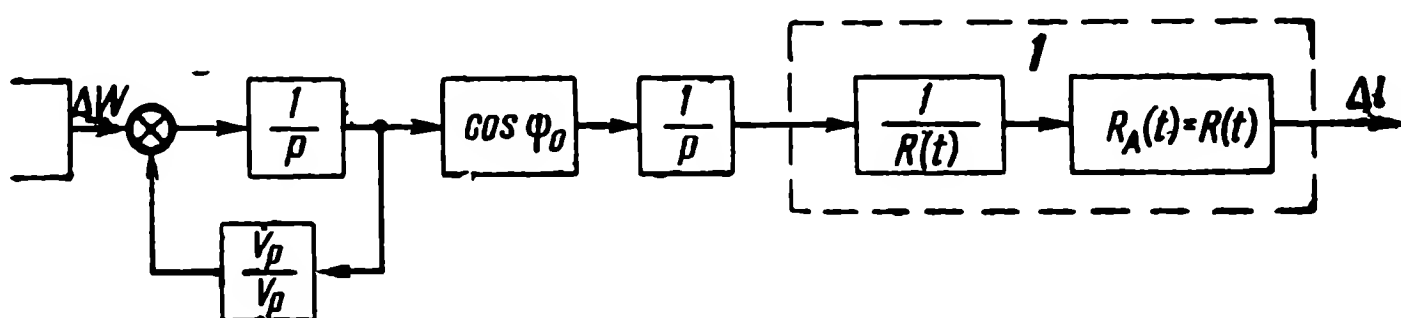 1
ΔW
1/p
cos φ₀
1/p
1/R(t)
R_A(t)=R(t)
Δℓ
V_p/V_p